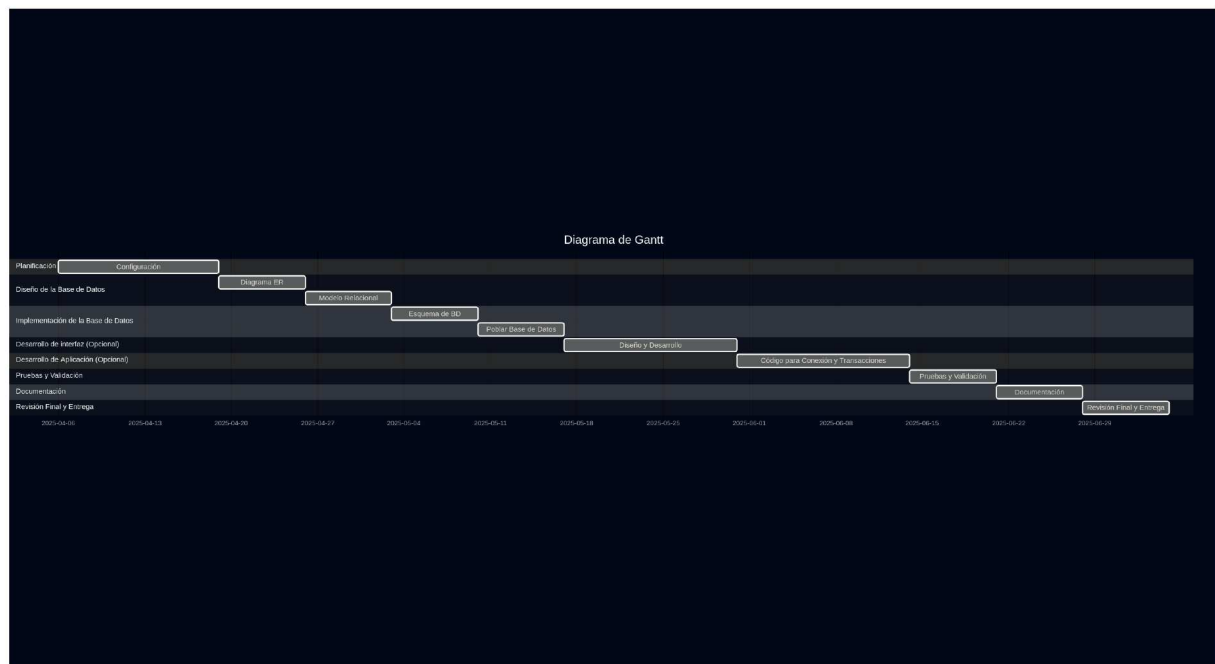 Diagrama de Gantt
Planificación
Configuración
Diseño de la Base de Datos
Diagrama ER
Modelo Relacional
Implementación de la Base de Datos
Esquema de BD
Poblar Base de Datos
Desarrollo de interfaz (Opcional)
Diseño y Desarrollo
Desarrollo de Aplicación (Opcional)
Código para Conexión y Transacciones
Pruebas y Validación
Pruebas y Validación
Documentación
Documentación
Revisión Final y Entrega
Revisión Final y Entrega
2025-04-06 2025-04-13 2025-04-20 2025-04-27 2025-05-04 2025-05-11 2025-05-18 2025-05-25 2025-06-01 2025-06-08 2025-06-15 2025-06-22 2025-06-29